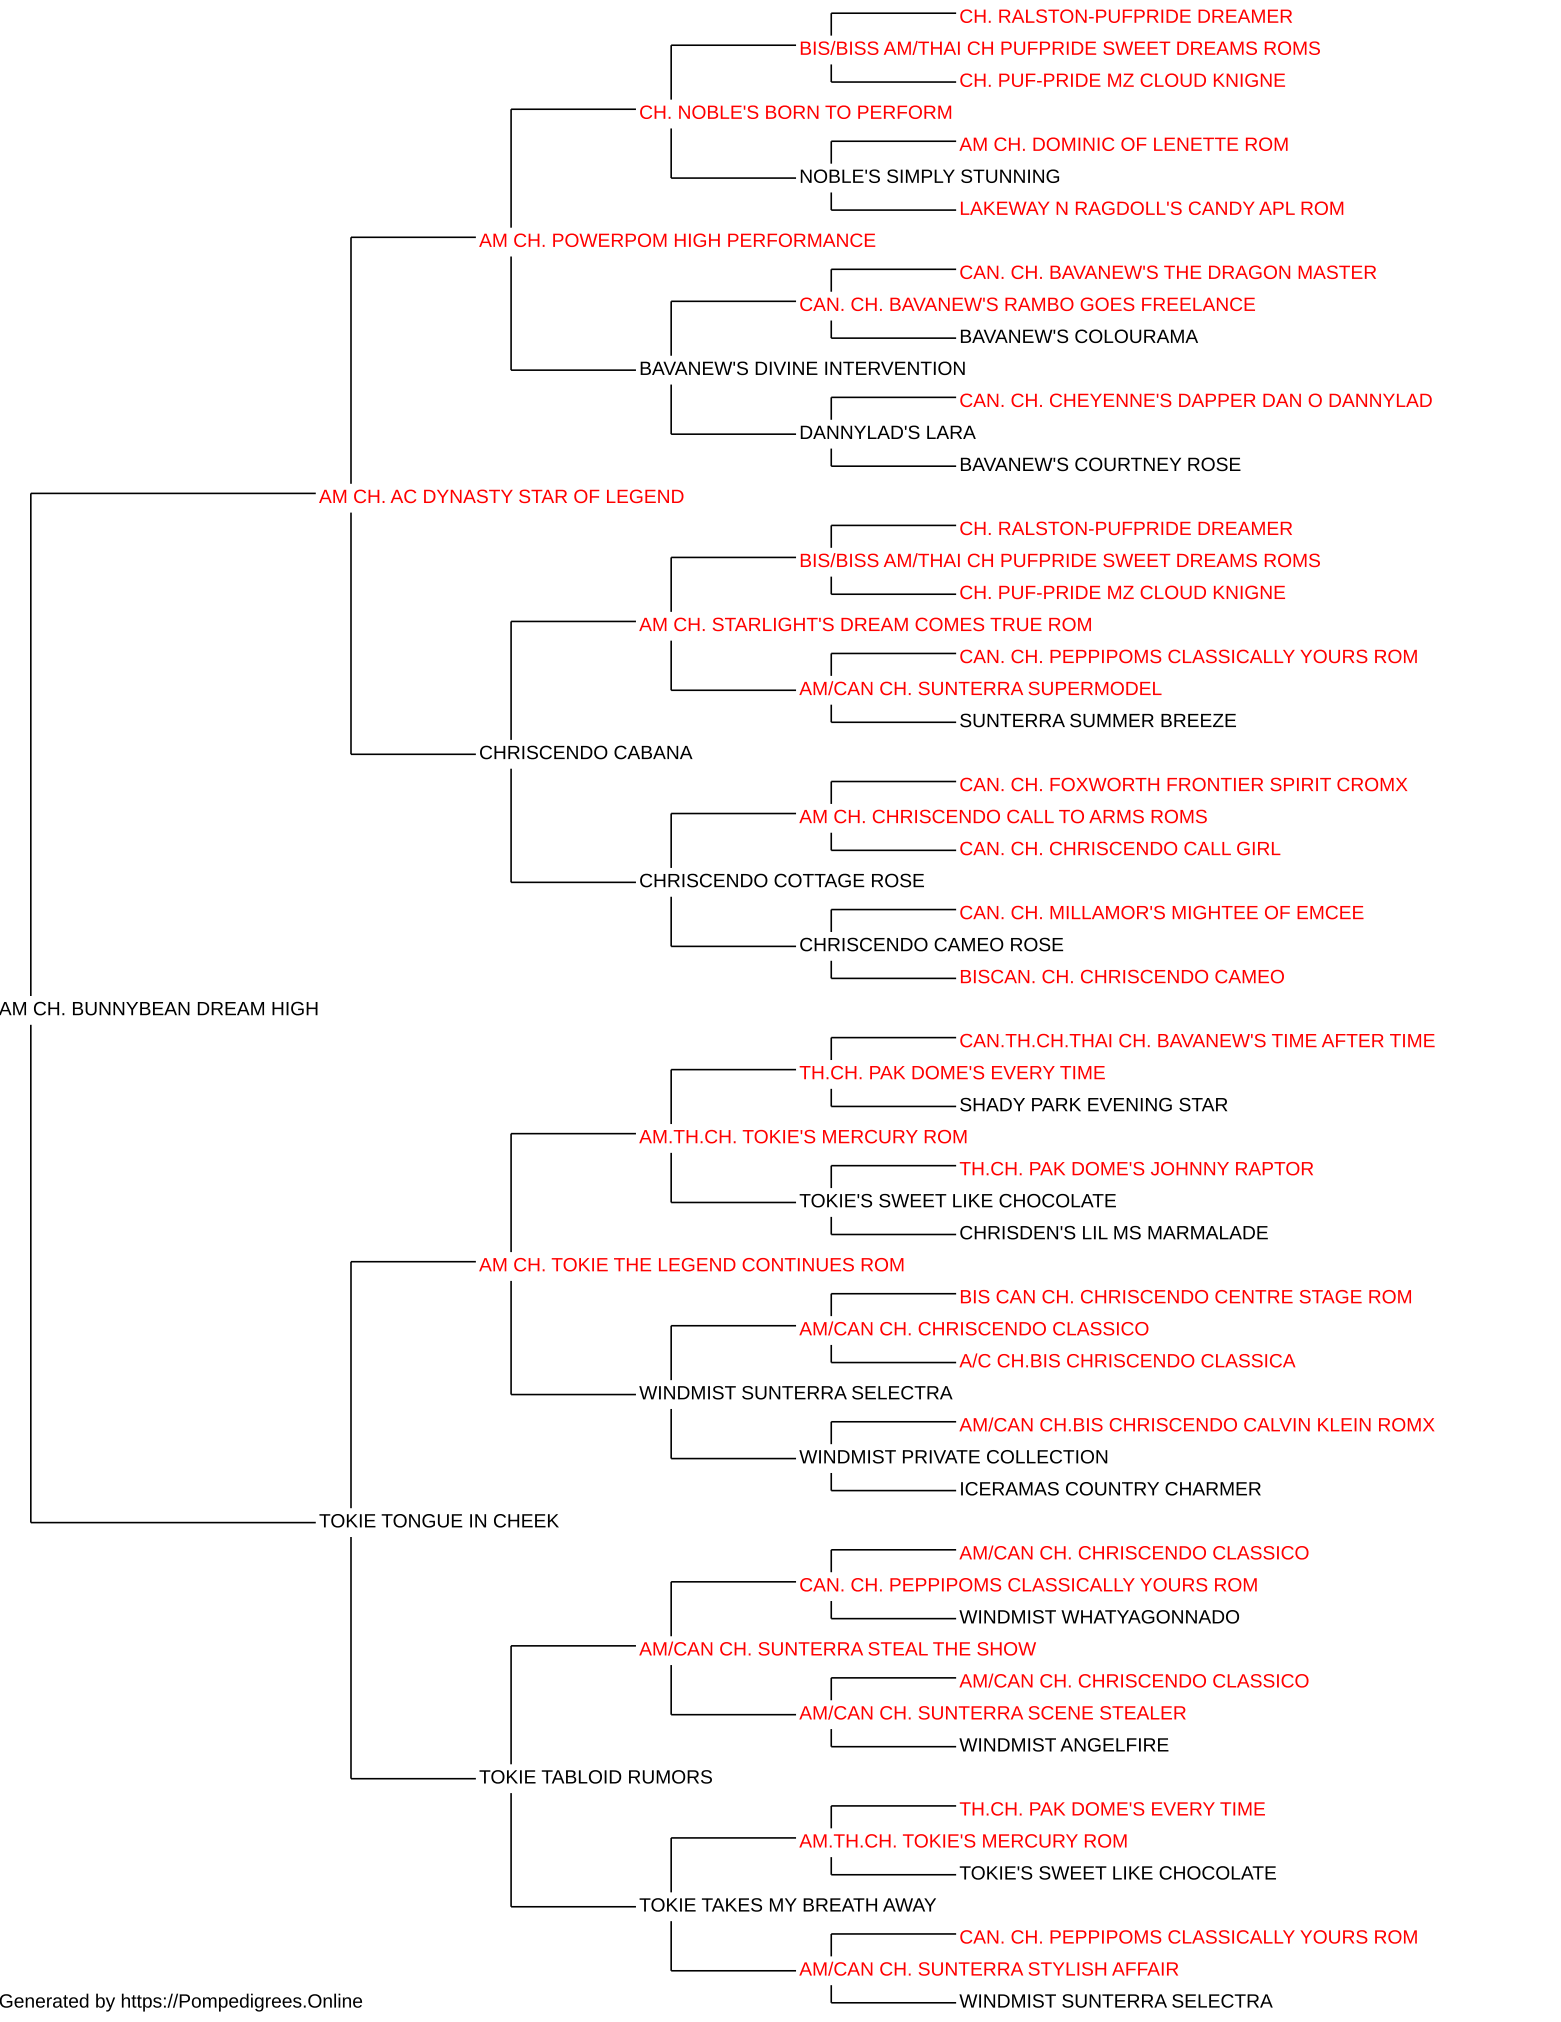 CH. RALSTON-PUFPRIDE DREAMER
BIS/BISS AM/THAI CH PUFPRIDE SWEET DREAMS ROMS
CH. PUF-PRIDE MZ CLOUD KNIGNE
CH. NOBLE'S BORN TO PERFORM
AM CH. DOMINIC OF LENETTE ROM
NOBLE'S SIMPLY STUNNING
LAKEWAY N RAGDOLL'S CANDY APL ROM
AM CH. POWERPOM HIGH PERFORMANCE
CAN. CH. BAVANEW'S THE DRAGON MASTER
CAN. CH. BAVANEW'S RAMBO GOES FREELANCE
BAVANEW'S COLOURAMA
BAVANEW'S DIVINE INTERVENTION
CAN. CH. CHEYENNE'S DAPPER DAN O DANNYLAD
DANNYLAD'S LARA
BAVANEW'S COURTNEY ROSE
AM CH. AC DYNASTY STAR OF LEGEND
CH. RALSTON-PUFPRIDE DREAMER
BIS/BISS AM/THAI CH PUFPRIDE SWEET DREAMS ROMS
CH. PUF-PRIDE MZ CLOUD KNIGNE
AM CH. STARLIGHT'S DREAM COMES TRUE ROM
CAN. CH. PEPPIPOMS CLASSICALLY YOURS ROM
AM/CAN CH. SUNTERRA SUPERMODEL
SUNTERRA SUMMER BREEZE
CHRISCENDO CABANA
CAN. CH. FOXWORTH FRONTIER SPIRIT CROMX
AM CH. CHRISCENDO CALL TO ARMS ROMS
CAN. CH. CHRISCENDO CALL GIRL
CHRISCENDO COTTAGE ROSE
CAN. CH. MILLAMOR'S MIGHTEE OF EMCEE
CHRISCENDO CAMEO ROSE
BISCAN. CH. CHRISCENDO CAMEO
AM CH. BUNNYBEAN DREAM HIGH
CAN.TH.CH.THAI CH. BAVANEW'S TIME AFTER TIME
TH.CH. PAK DOME'S EVERY TIME
SHADY PARK EVENING STAR
AM.TH.CH. TOKIE'S MERCURY ROM
TH.CH. PAK DOME'S JOHNNY RAPTOR
TOKIE'S SWEET LIKE CHOCOLATE
CHRISDEN'S LIL MS MARMALADE
AM CH. TOKIE THE LEGEND CONTINUES ROM
BIS CAN CH. CHRISCENDO CENTRE STAGE ROM
AM/CAN CH. CHRISCENDO CLASSICO
A/C CH.BIS CHRISCENDO CLASSICA
WINDMIST SUNTERRA SELECTRA
AM/CAN CH.BIS CHRISCENDO CALVIN KLEIN ROMX
WINDMIST PRIVATE COLLECTION
ICERAMAS COUNTRY CHARMER
TOKIE TONGUE IN CHEEK
AM/CAN CH. CHRISCENDO CLASSICO
CAN. CH. PEPPIPOMS CLASSICALLY YOURS ROM
WINDMIST WHATYAGONNADO
AM/CAN CH. SUNTERRA STEAL THE SHOW
AM/CAN CH. CHRISCENDO CLASSICO
AM/CAN CH. SUNTERRA SCENE STEALER
WINDMIST ANGELFIRE
TOKIE TABLOID RUMORS
TH.CH. PAK DOME'S EVERY TIME
AM.TH.CH. TOKIE'S MERCURY ROM
TOKIE'S SWEET LIKE CHOCOLATE
TOKIE TAKES MY BREATH AWAY
CAN. CH. PEPPIPOMS CLASSICALLY YOURS ROM
AM/CAN CH. SUNTERRA STYLISH AFFAIR
WINDMIST SUNTERRA SELECTRA
Generated by https://Pompedigrees.Online